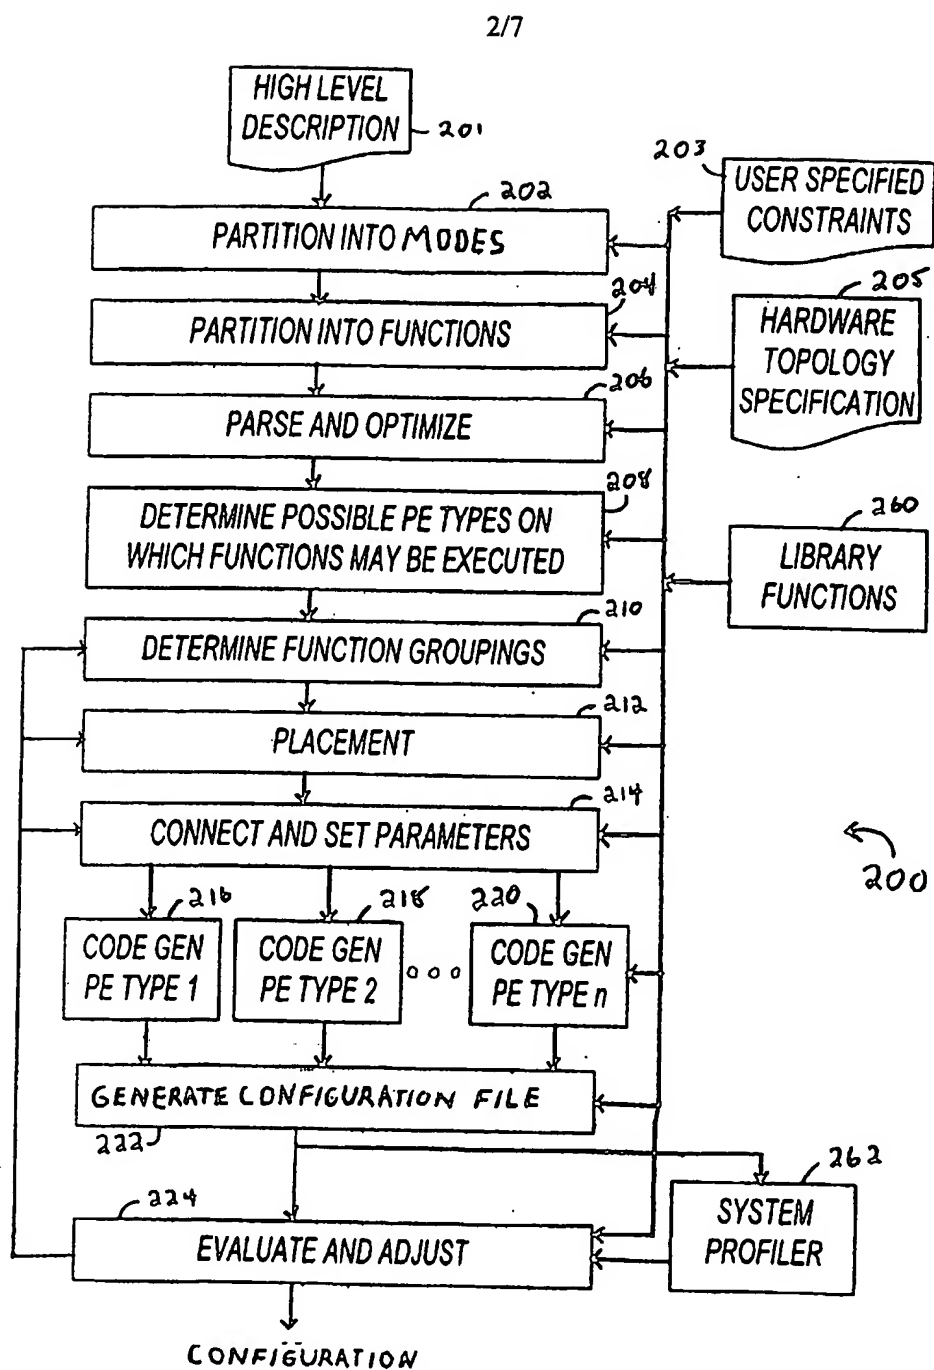 2/7
HIGH LEVEL
DESCRIPTION
201
203
USER SPECIFIED
CONSTRAINTS
202
PARTITION INTO MODES
204
PARTITION INTO FUNCTIONS
205
HARDWARE
TOPOLOGY
SPECIFICATION
206
PARSE AND OPTIMIZE
208
DETERMINE POSSIBLE PE TYPES ON
WHICH FUNCTIONS MAY BE EXECUTED
260
LIBRARY
FUNCTIONS
210
DETERMINE FUNCTION GROUPINGS
212
PLACEMENT
214
CONNECT AND SET PARAMETERS
200
216
CODE GEN
PE TYPE 1
218
CODE GEN
PE TYPE 2
220
CODE GEN
PE TYPE n
GENERATE CONFIGURATION FILE
222
262
SYSTEM
PROFILER
224
EVALUATE AND ADJUST
CONFIGURATION